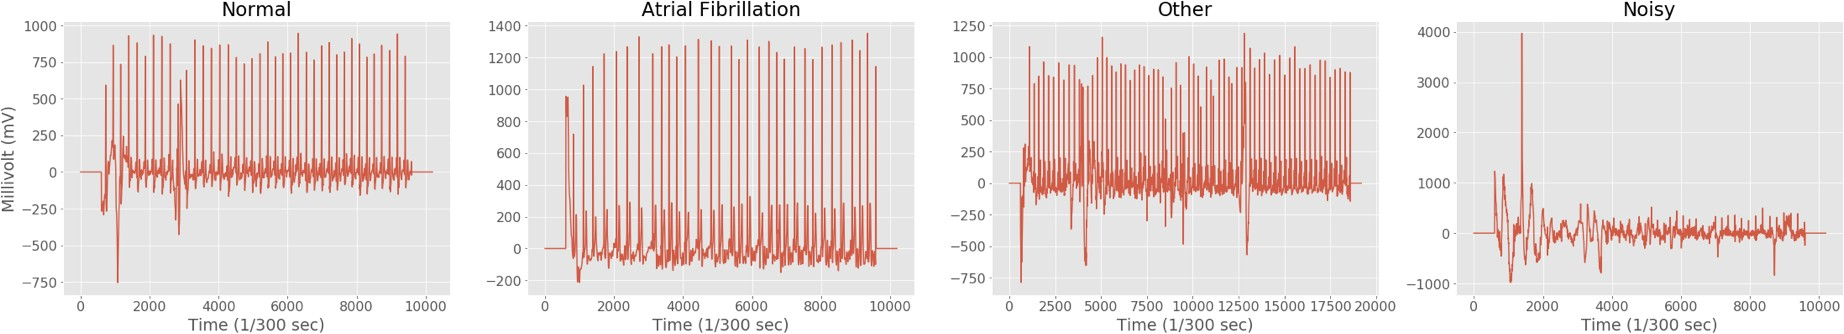 Normal
Atrial Fibrillation
Other
Noisy
Millivolt (mV)
1000
750
500
250
0
−250
−500
−750
0 2000 4000 6000 8000 10000
Time (1/300 sec)
1400
1200
1000
800
600
400
200
0
−200
0 2000 4000 6000 8000 10000
Time (1/300 sec)
1250
1000
750
500
250
0
−250
−500
−750
0 2500 5000 7500 10000 12500 15000 17500 20000
Time (1/300 sec)
4000
3000
2000
1000
0
−1000
0 2000 4000 6000 8000 10000
Time (1/300 sec)